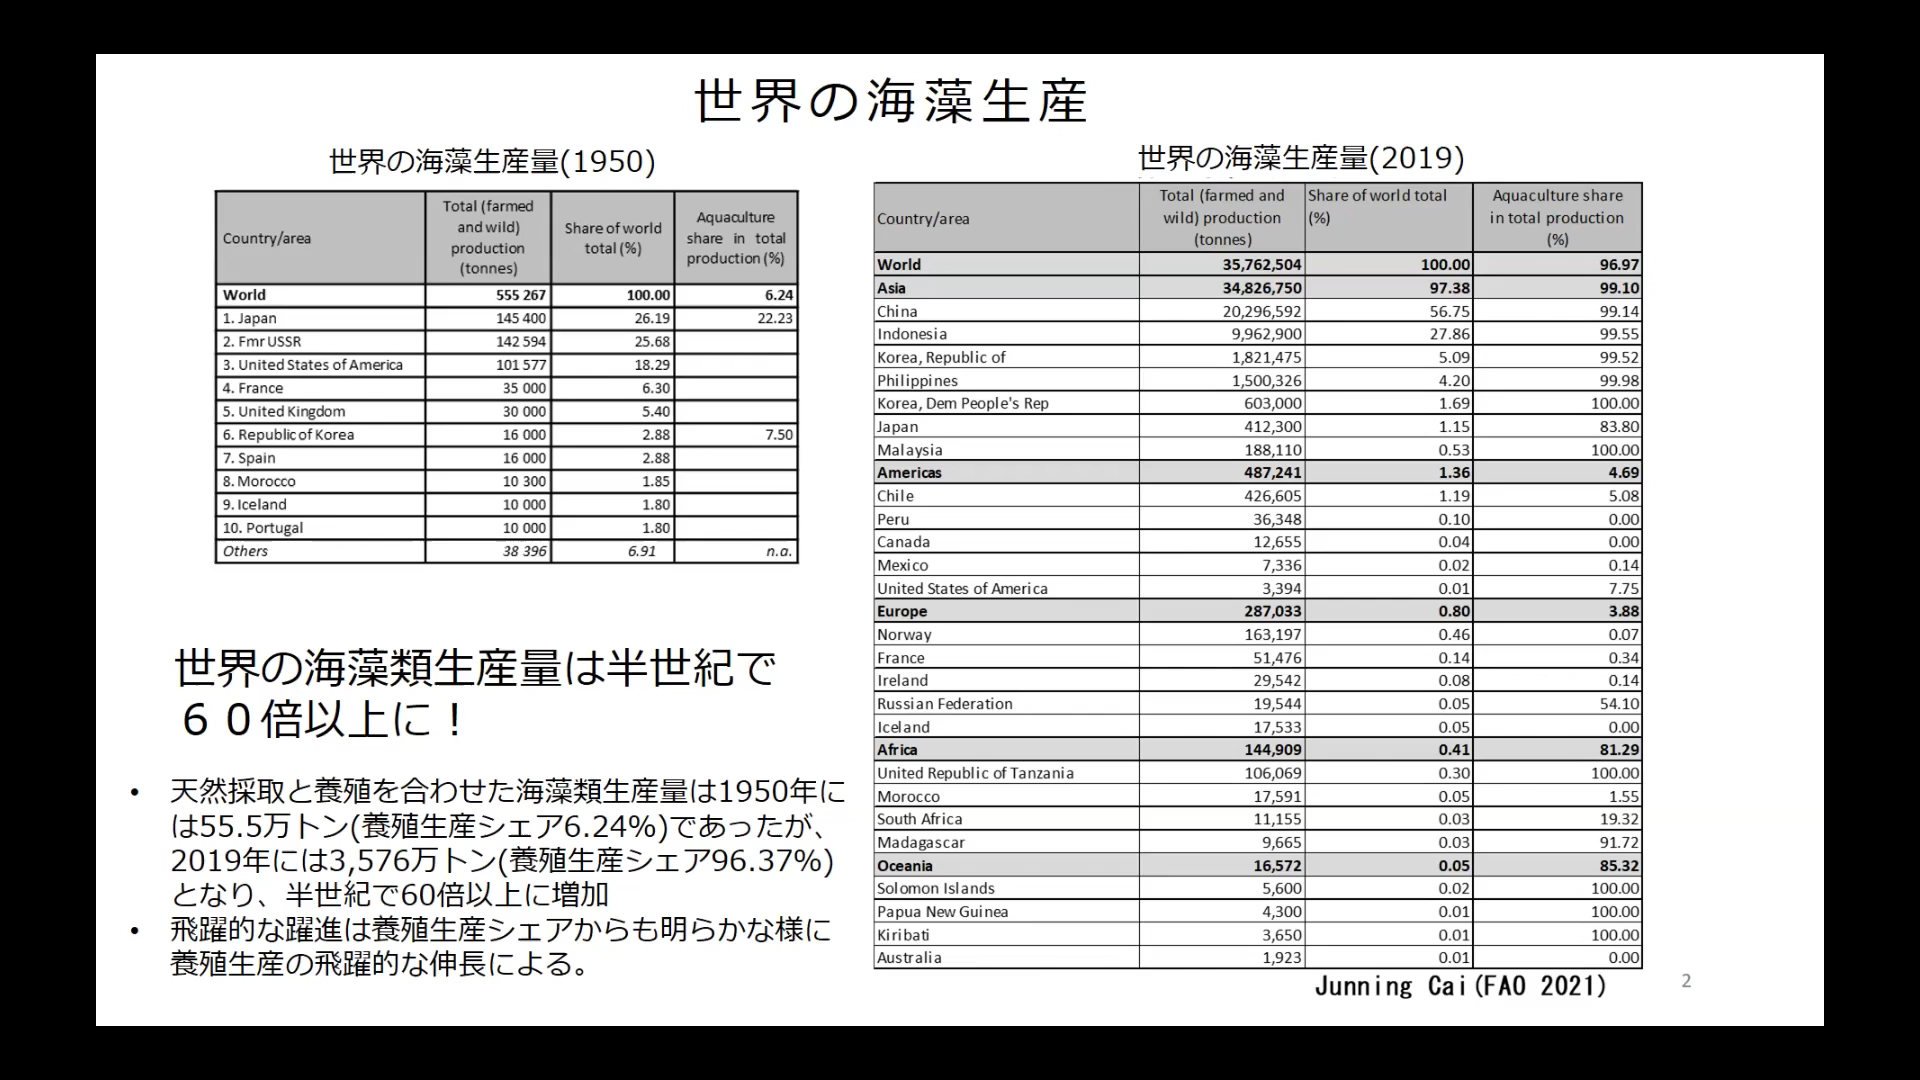 世界の海藻生産
世界の海藻生産量(1950)
Country/area Total (farmed and wild) production (tonnes) Share of world total (%) Aquaculture share in total production (%)
World 555 267 100.00 6.24
1. Japan 145 400 26.19 22.23
2. Fmr USSR 142 594 25.68
3. United States of America 101 577 18.29
4. France 35 000 6.30
5. United Kingdom 30 000 5.40
6. Republic of Korea 16 000 2.88 7.50
7. Spain 16 000 2.88
8. Morocco 10 300 1.85
9. Iceland 10 000 1.80
10. Portugal 10 000 1.80
Others 38 396 6.91 n.a.
世界の海藻類生産量は半世紀で
６０倍以上に！
• 天然採取と養殖を合わせた海藻類生産量は1950年に
は55.5万トン(養殖生産シェア6.24%)であったが、
2019年には3,576万トン(養殖生産シェア96.37%)
となり、半世紀で60倍以上に増加
• 飛躍的な躍進は養殖生産シェアからも明らかな様に
養殖生産の飛躍的な伸長による。
世界の海藻生産量(2019)
Country/area Total (farmed and wild) production (tonnes) Share of world total (%) Aquaculture share in total production (%)
World 35,762,504 100.00 96.97
Asia 34,826,750 97.38 99.10
China 20,296,592 56.75 99.14
Indonesia 9,962,900 27.86 99.55
Korea, Republic of 1,821,475 5.09 99.52
Philippines 1,500,326 4.20 99.98
Korea, Dem People's Rep 603,000 1.69 100.00
Japan 412,300 1.15 83.80
Malaysia 188,110 0.53 100.00
Americas 487,241 1.36 4.69
Chile 426,605 1.19 5.08
Peru 36,348 0.10 0.00
Canada 12,655 0.04 0.00
Mexico 7,336 0.02 0.14
United States of America 3,394 0.01 7.75
Europe 287,033 0.80 3.88
Norway 163,197 0.46 0.07
France 51,476 0.14 0.34
Ireland 29,542 0.08 0.14
Russian Federation 19,544 0.05 54.10
Iceland 17,533 0.05 0.00
Africa 144,909 0.41 81.29
United Republic of Tanzania 106,069 0.30 100.00
Morocco 17,591 0.05 1.55
South Africa 11,155 0.03 19.32
Madagascar 9,665 0.03 91.72
Oceania 16,572 0.05 85.32
Solomon Islands 5,600 0.02 100.00
Papua New Guinea 4,300 0.01 100.00
Kiribati 3,650 0.01 100.00
Australia 1,923 0.01 0.00
Junning Cai(FAO 2021)
2